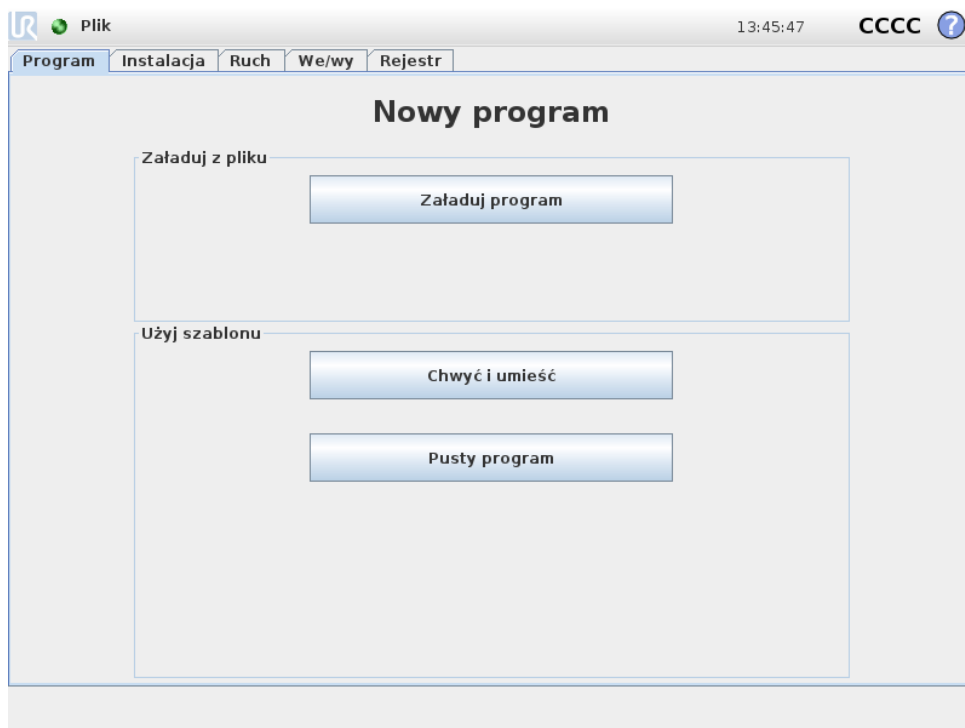 UR Plik 13:45:47 CCCC ?
Program Instalacja Ruch We/wy Rejestr
Nowy program
Załaduj z pliku
Załaduj program
Użyj szablonu
Chwyć i umieść
Pusty program